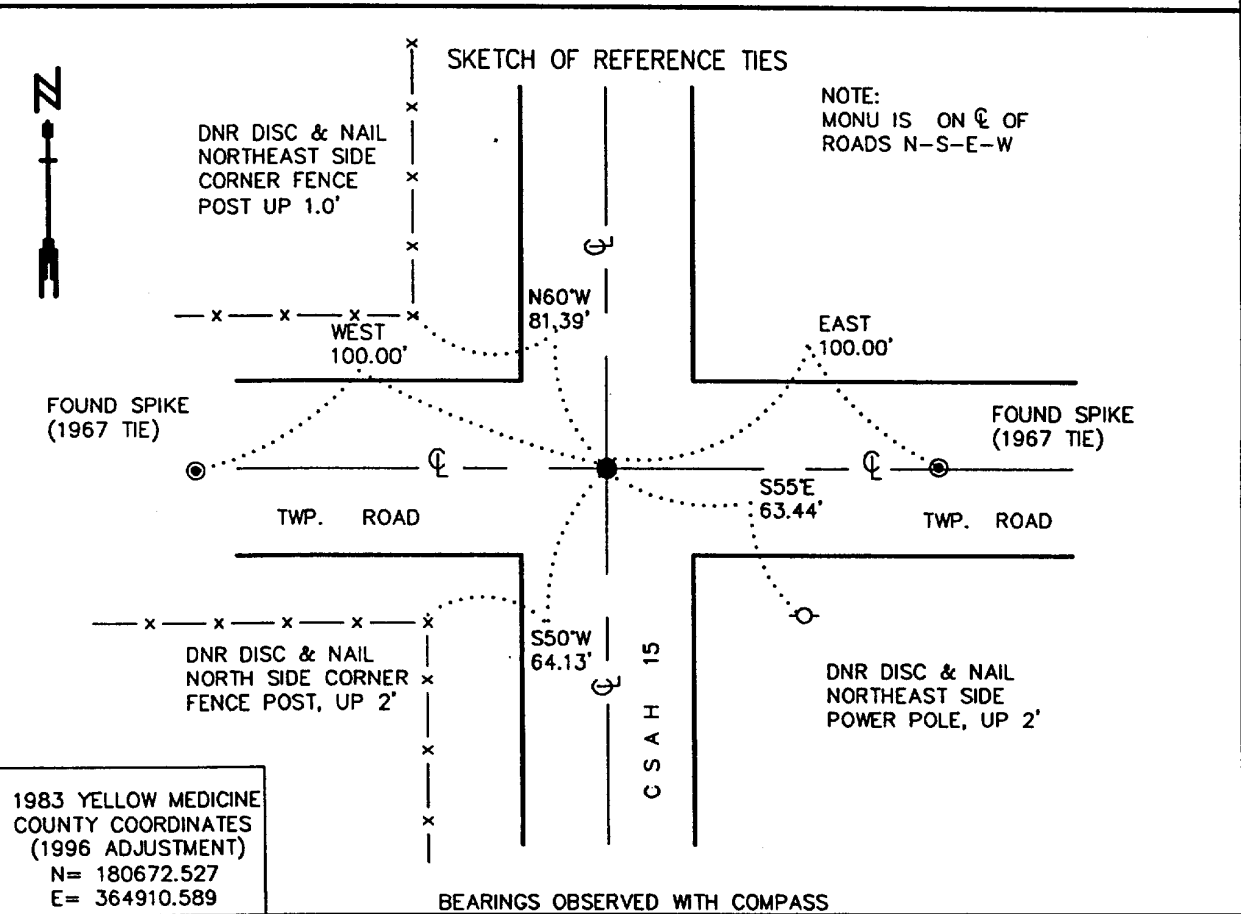 SKETCH OF REFERENCE TIES
N
NOTE:
MONU IS ON ℄ OF
ROADS N-S-E-W
DNR DISC & NAIL
NORTHEAST SIDE
CORNER FENCE
POST UP 1.0'
℄
N60°W
81.39'
WEST
100.00'
EAST
100.00'
FOUND SPIKE
(1967 TIE)
FOUND SPIKE
(1967 TIE)
℄
℄
S55°E
63.44'
TWP. ROAD
TWP. ROAD
S50°W
64.13'
DNR DISC & NAIL
NORTH SIDE CORNER
FENCE POST, UP 2'
℄
CSAH 15
DNR DISC & NAIL
NORTHEAST SIDE
POWER POLE, UP 2'
1983 YELLOW MEDICINE
COUNTY COORDINATES
(1996 ADJUSTMENT)
N= 180672.527
E= 364910.589
BEARINGS OBSERVED WITH COMPASS